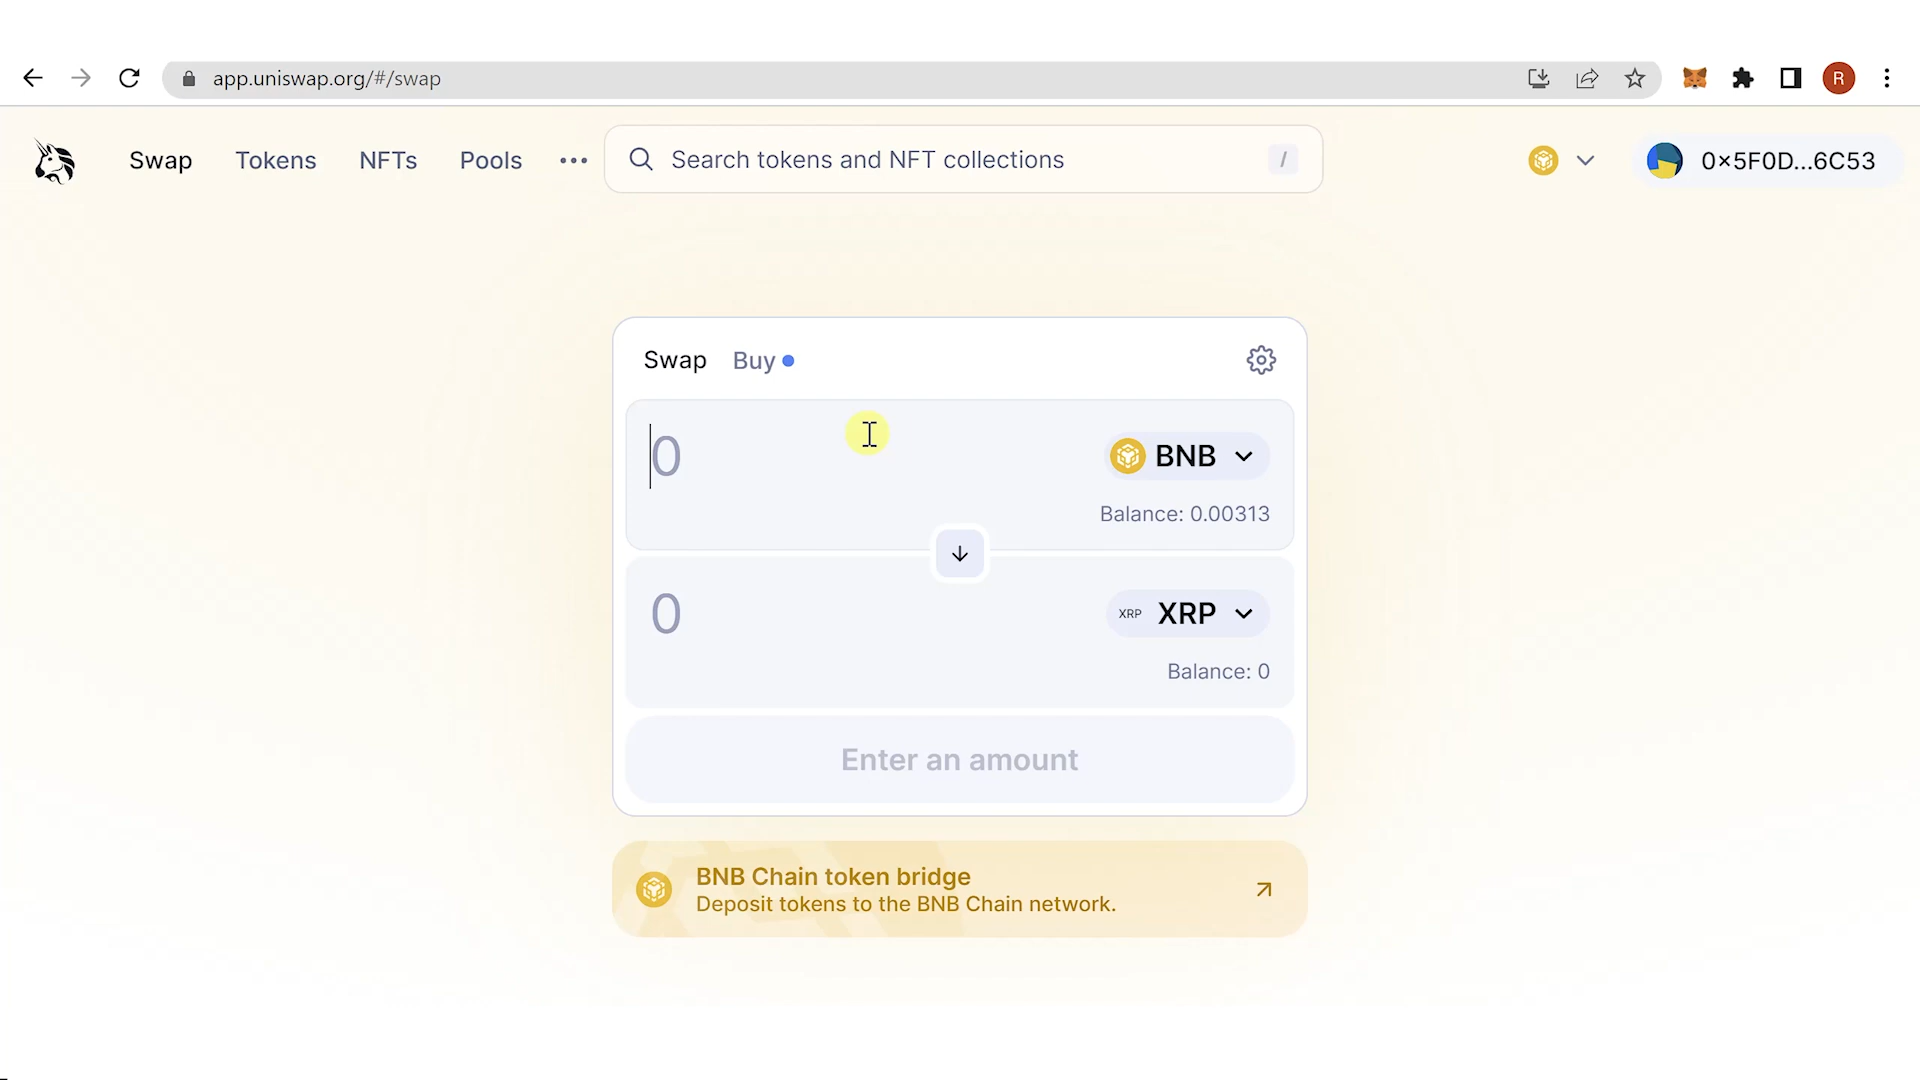 app.uniswap.org/#/swap
R
Swap Tokens NFTs Pools
Search tokens and NFT collections /
0x5F0D...6C53
Swap Buy
0 BNB
Balance: 0.00313
0 XRP XRP
Balance: 0
Enter an amount
BNB Chain token bridge
Deposit tokens to the BNB Chain network.